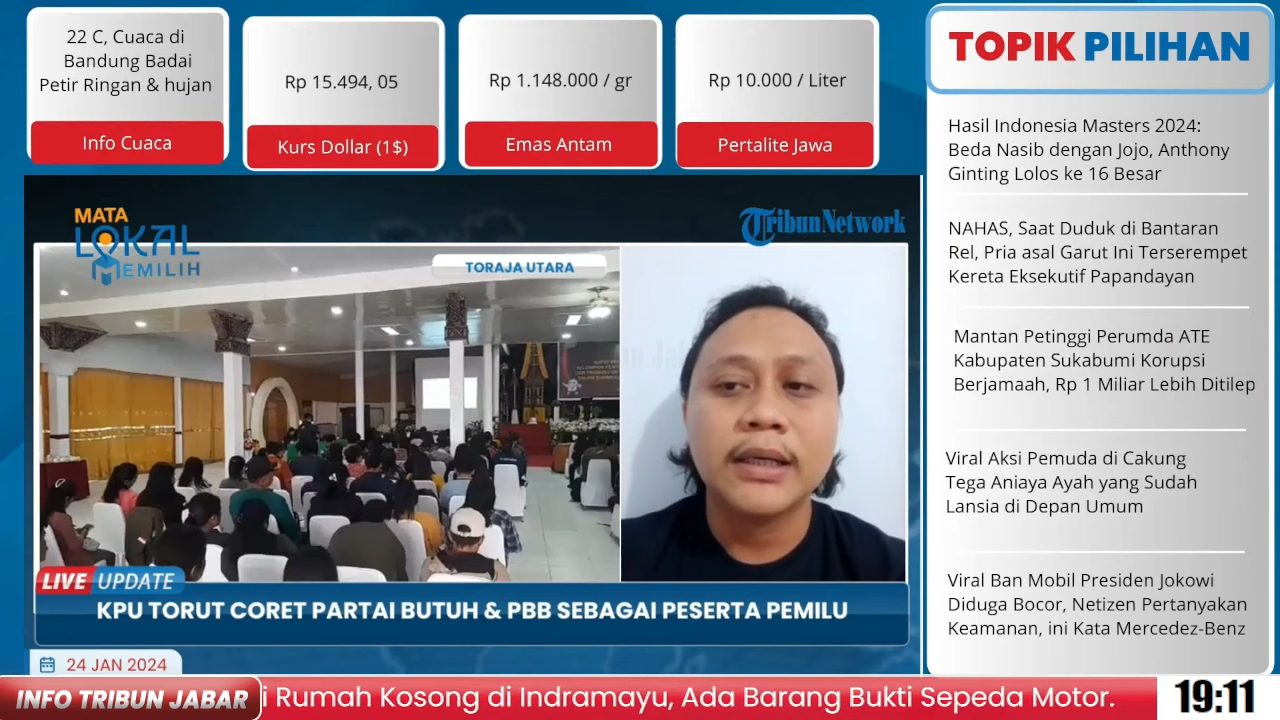 22 C, Cuaca di
Bandung Badai
Petir Ringan & hujan
Info Cuaca
Rp 15.494, 05
Kurs Dollar (1$)
Rp 1.148.000 / gr
Emas Antam
Rp 10.000 / Liter
Pertalite Jawa
TOPIK PILIHAN
Hasil Indonesia Masters 2024:
Beda Nasib dengan Jojo, Anthony
Ginting Lolos ke 16 Besar
NAHAS, Saat Duduk di Bantaran
Rel, Pria asal Garut Ini Terserempet
Kereta Eksekutif Papandayan
Mantan Petinggi Perumda ATE
Kabupaten Sukabumi Korupsi
Berjamaah, Rp 1 Miliar Lebih Ditilep
Viral Aksi Pemuda di Cakung
Tega Aniaya Ayah yang Sudah
Lansia di Depan Umum
Viral Ban Mobil Presiden Jokowi
Diduga Bocor, Netizen Pertanyakan
Keamanan, ini Kata Mercedez-Benz
MATA
LOKAL
MEMILIH
TribunNetwork
TORAJA UTARA
LIVE UPDATE
KPU TORUT CORET PARTAI BUTUH & PBB SEBAGAI PESERTA PEMILU
24 JAN 2024
INFO TRIBUN JABAR
i Rumah Kosong di Indramayu, Ada Barang Bukti Sepeda Motor.
19:11